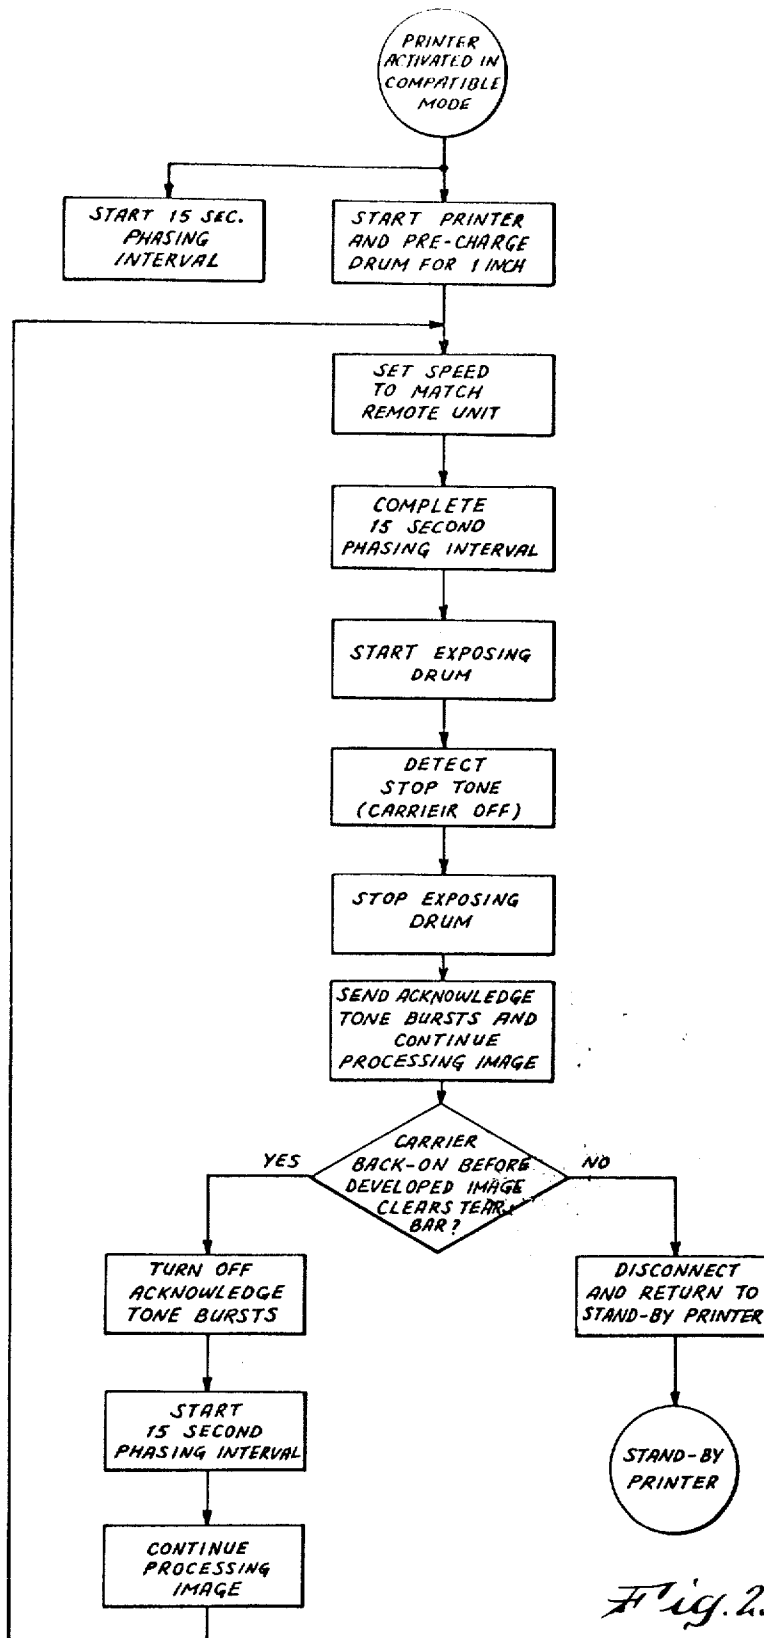 PRINTER
ACTIVATED IN
COMPATIBLE
MODE
START 15 SEC.
PHASING
INTERVAL
START PRINTER
AND PRE-CHARGE
DRUM FOR 1 INCH
SET SPEED
TO MATCH
REMOTE UNIT
COMPLETE
15 SECOND
PHASING INTERVAL
START EXPOSING
DRUM
DETECT
STOP TONE
(CARRIEIR OFF)
STOP EXPOSING
DRUM
SEND ACKNOWLEDGE
TONE BURSTS AND
CONTINUE
PROCESSING IMAGE
CARRIER
BACK-ON BEFORE
DEVELOPED IMAGE
CLEARS TEAR
BAR?
YES
NO
TURN OFF
ACKNOWLEDGE
TONE BURSTS
DISCONNECT
AND RETURN TO
STAND-BY PRINTER
START
15 SECOND
PHASING INTERVAL
STAND-BY
PRINTER
CONTINUE
PROCESSING
IMAGE
Fig. 2.